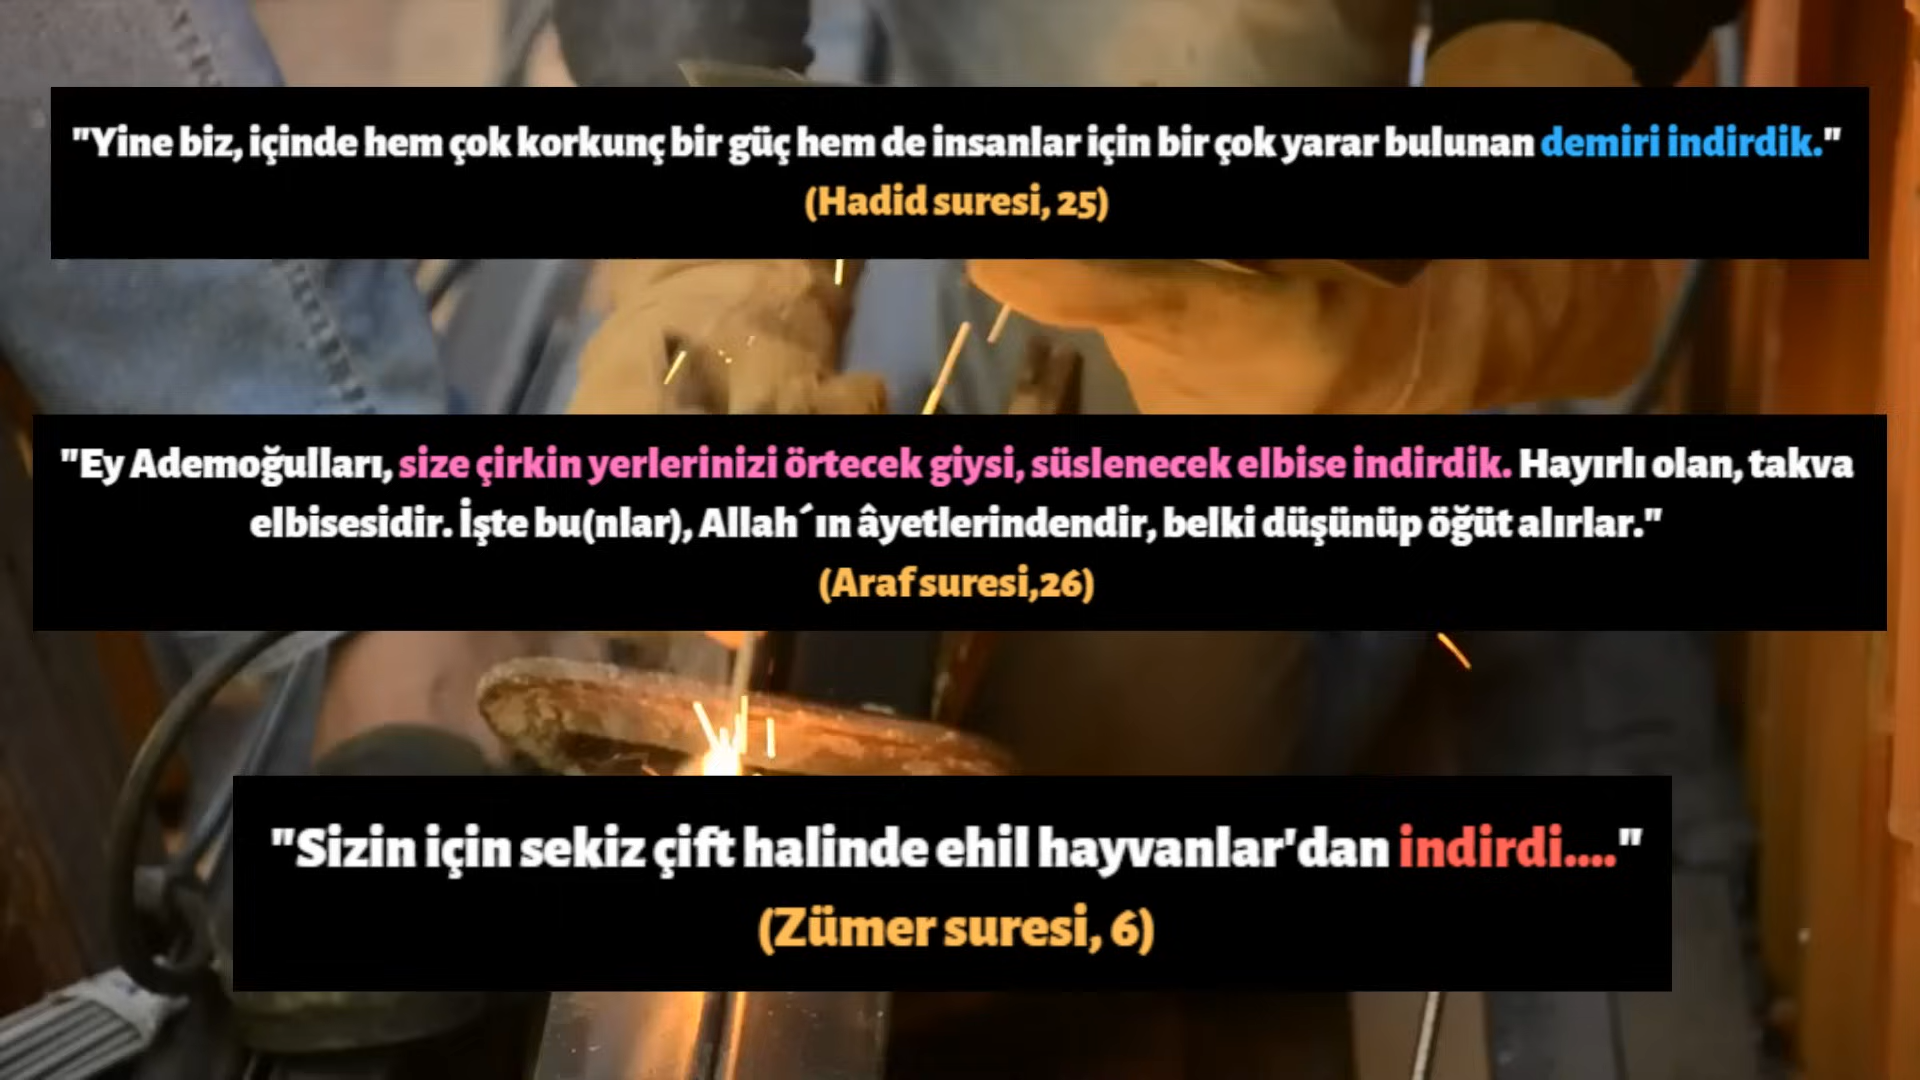 "Yine biz, içinde hem çok korkunç bir güç hem de insanlar için bir çok yarar bulunan demiri indirdik."
(Hadid suresi, 25)
"Ey Ademoğulları, size çirkin yerlerinizi örtecek giysi, süslenecek elbise indirdik. Hayırlı olan, takva
elbisesidir. İşte bu(nlar), Allah´ın âyetlerindendir, belki düşünüp öğüt alırlar."
(Araf suresi,26)
"Sizin için sekiz çift halinde ehil hayvanlar'dan indirdi...."
(Zümer suresi, 6)